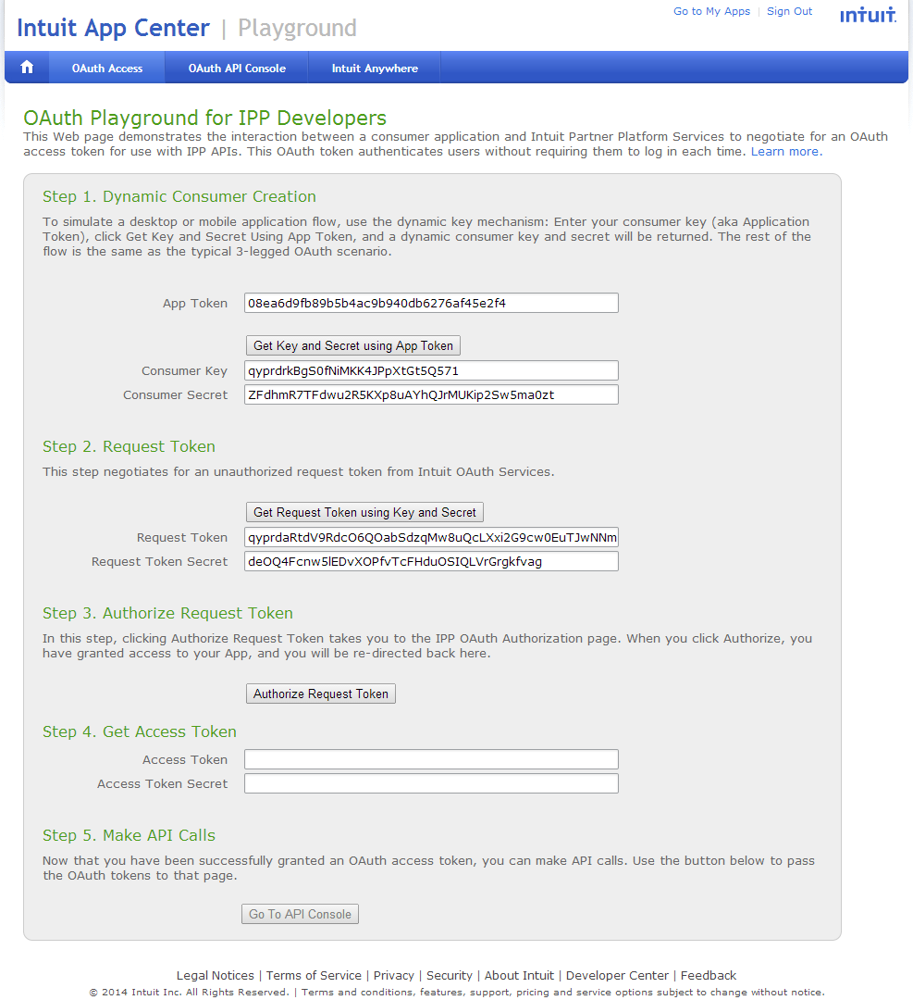 Go to My Apps | Sign Out
intuit.
Intuit App Center | Playground
OAuth Access
OAuth API Console
Intuit Anywhere
OAuth Playground for IPP Developers
This Web page demonstrates the interaction between a consumer application and Intuit Partner Platform Services to negotiate for an OAuth
access token for use with IPP APIs. This OAuth token authenticates users without requiring them to log in each time. Learn more.
Step 1. Dynamic Consumer Creation
To simulate a desktop or mobile application flow, use the dynamic key mechanism: Enter your consumer key (aka Application
Token), click Get Key and Secret Using App Token, and a dynamic consumer key and secret will be returned. The rest of the
flow is the same as the typical 3-legged OAuth scenario.
App Token 08ea6d9fb89b5b4ac9b940db6276af45e2f4
Get Key and Secret using App Token
Consumer Key qyprdrkBgS0fNiMKK4JPpXtGt5Q571
Consumer Secret ZFdhmR7TFdwu2R5KXp8uAYhQJrMUKip2Sw5ma0zt
Step 2. Request Token
This step negotiates for an unauthorized request token from Intuit OAuth Services.
Get Request Token using Key and Secret
Request Token qyprdaRtdV9RdcO6QOabSdzqMw8uQcLXxi2G9cw0EuTJwNNm
Request Token Secret deOQ4Fcnw5lEDvXOPfvTcFHduOSIQLVrGrgkfvag
Step 3. Authorize Request Token
In this step, clicking Authorize Request Token takes you to the IPP OAuth Authorization page. When you click Authorize, you
have granted access to your App, and you will be re-directed back here.
Authorize Request Token
Step 4. Get Access Token
Access Token
Access Token Secret
Step 5. Make API Calls
Now that you have been successfully granted an OAuth access token, you can make API calls. Use the button below to pass
the OAuth tokens to that page.
Go To API Console
Legal Notices | Terms of Service | Privacy | Security | About Intuit | Developer Center | Feedback
© 2014 Intuit Inc. All Rights Reserved. | Terms and conditions, features, support, pricing and service options subject to change without notice.